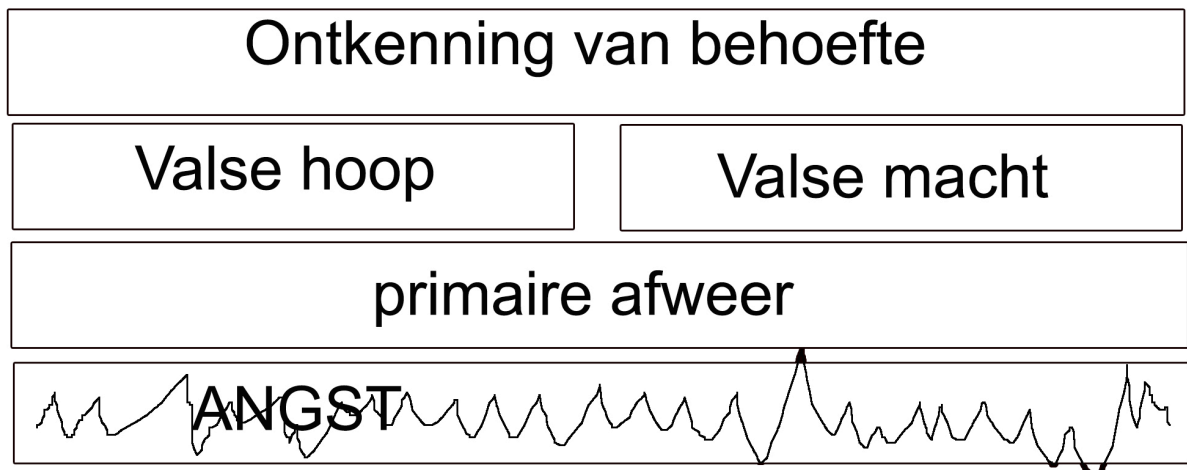 Ontkenning van behoefte
Valse hoop
Valse macht
primaire afweer
ANGST